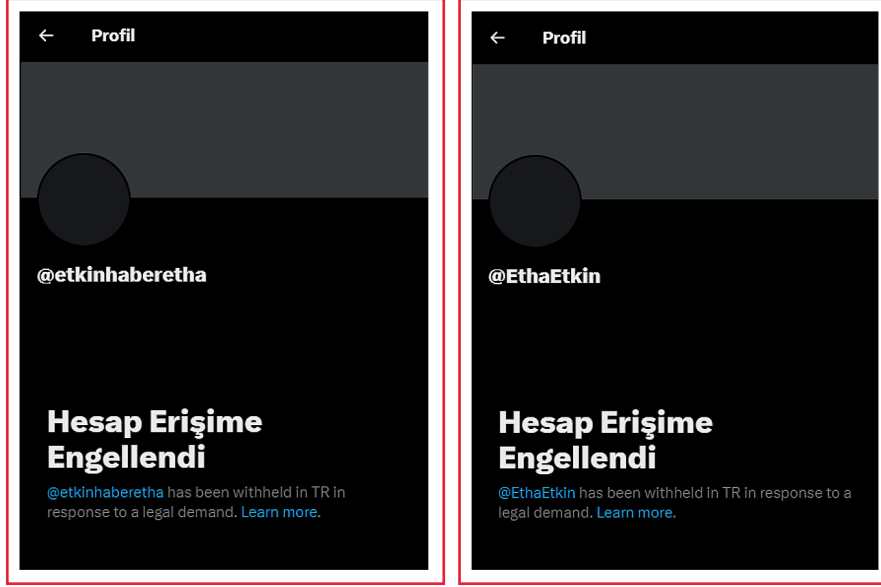 Profil
@etkinhaberetha
Hesap Erişime
Engellendi
@etkinhaberetha has been withheld in TR in
response to a legal demand. Learn more.
Profil
@EthaEtkin
Hesap Erişime
Engellendi
@EthaEtkin has been withheld in TR in response to a
legal demand. Learn more.